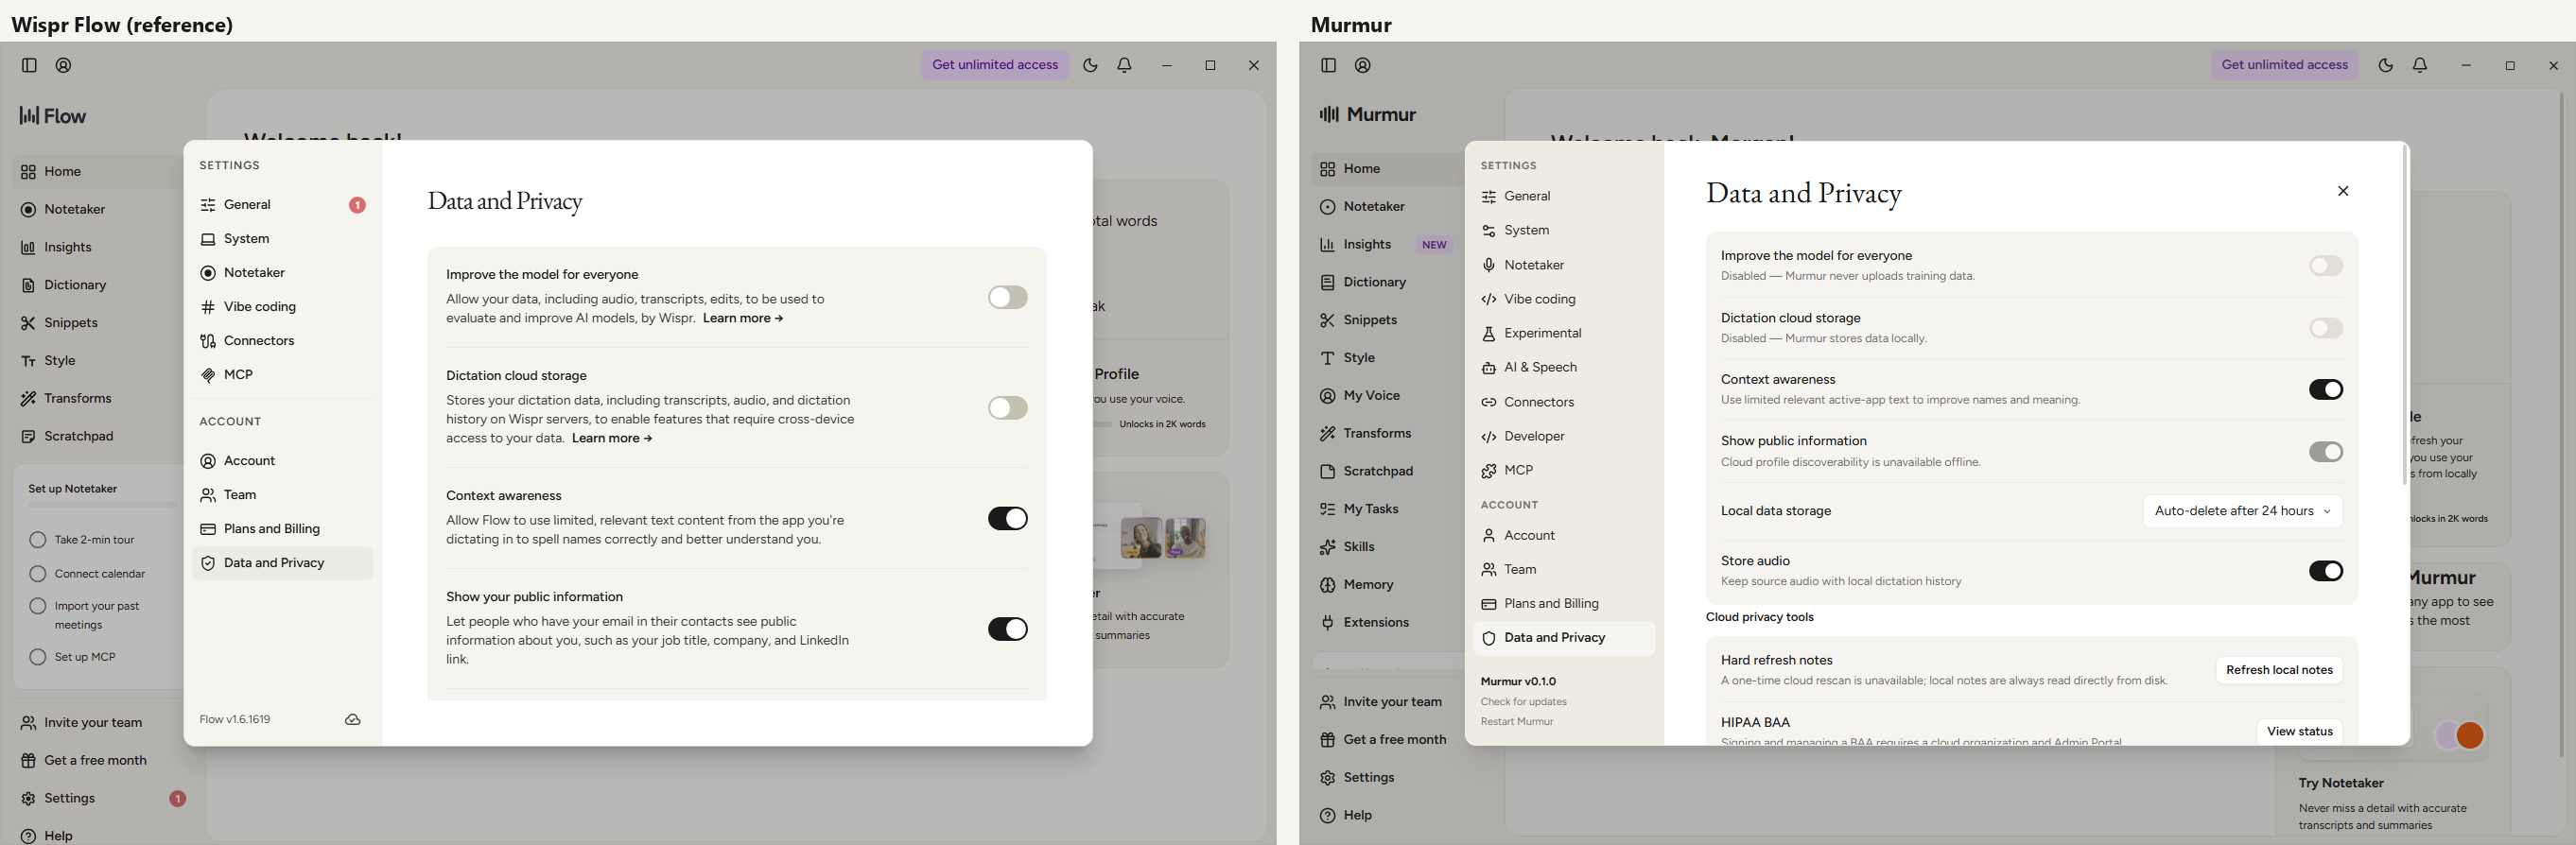 Wispr Flow (reference)
Get unlimited access
Flow
Home
Notetaker
Insights
Dictionary
Snippets
Style
Transforms
Scratchpad
Set up Notetaker
Take 2-min tour
Connect calendar
Import your past
meetings
Set up MCP
Invite your team
Get a free month
Settings
1
Help
SETTINGS
General
1
System
Notetaker
Vibe coding
Connectors
MCP
ACCOUNT
Account
Team
Plans and Billing
Data and Privacy
Flow v1.6.1619
Data and Privacy
Improve the model for everyone
Allow your data, including audio, transcripts, edits, to be used to
evaluate and improve AI models, by Wispr. Learn more →
Dictation cloud storage
Stores your dictation data, including transcripts, audio, and dictation
history on Wispr servers, to enable features that require cross-device
access to your data. Learn more →
Context awareness
Allow Flow to use limited, relevant text content from the app you're
dictating in to spell names correctly and better understand you.
Show your public information
Let people who have your email in their contacts see public
information about you, such as your job title, company, and LinkedIn
link.
words
Profile
you use your voice.
Unlocks in 2K words
detail with accurate
summaries
Murmur
Get unlimited access
Murmur
Home
Notetaker
Insights NEW
Dictionary
Snippets
Style
My Voice
Transforms
Scratchpad
My Tasks
Skills
Memory
Extensions
Invite your team
Get a free month
Settings
Help
SETTINGS
General
System
Notetaker
Vibe coding
Experimental
AI & Speech
Connectors
Developer
MCP
ACCOUNT
Account
Team
Plans and Billing
Data and Privacy
Murmur v0.1.0
Check for updates
Restart Murmur
Data and Privacy
Improve the model for everyone
Disabled — Murmur never uploads training data.
Dictation cloud storage
Disabled — Murmur stores data locally.
Context awareness
Use limited relevant active-app text to improve names and meaning.
Show public information
Cloud profile discoverability is unavailable offline.
Local data storage
Auto-delete after 24 hours
Store audio
Keep source audio with local dictation history
Cloud privacy tools
Hard refresh notes
A one-time cloud rescan is unavailable; local notes are always read directly from disk.
Refresh local notes
HIPAA BAA
Signing and managing a BAA requires a cloud organization and Admin Portal
View status
refresh your
you use your
from locally
in 2K words
Murmur
any app to see
the most
Try Notetaker
Never miss a detail with accurate
transcripts and summaries